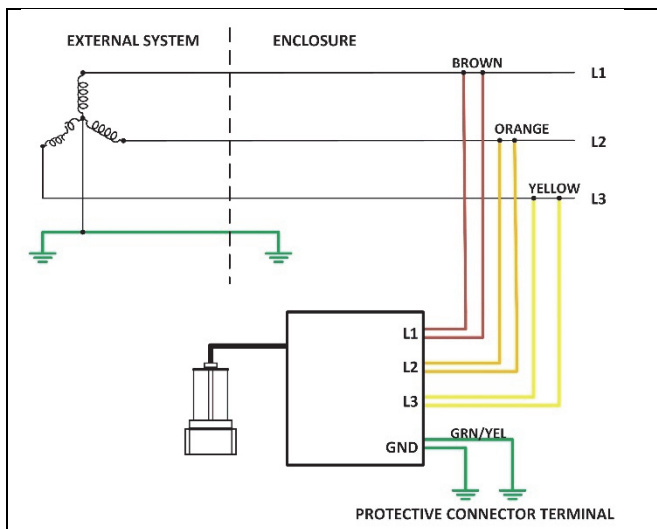 EXTERNAL SYSTEM
ENCLOSURE
BROWN
L1
ORANGE
L2
YELLOW
L3
L1
L2
L3
GRN/YEL
GND
PROTECTIVE CONNECTOR TERMINAL